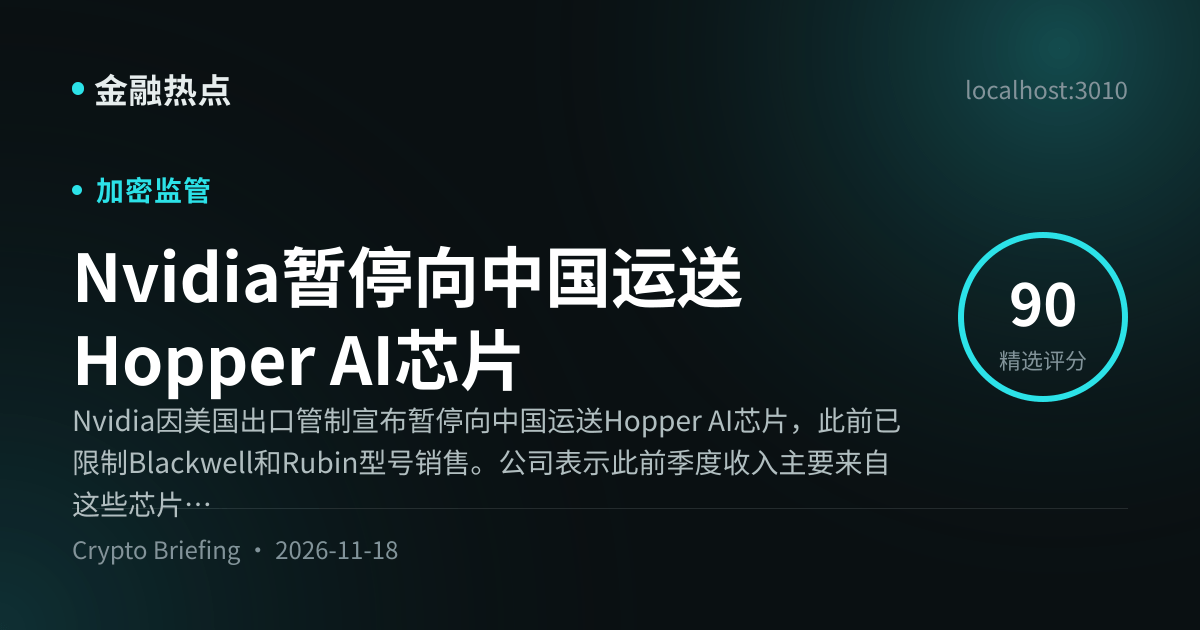 金融热点
localhost:3010
加密监管
Nvidia暂停向中国运送
Hopper AI芯片
90
精选评分
Nvidia因美国出口管制宣布暂停向中国运送Hopper AI芯片，此前已
限制Blackwell和Rubin型号销售。公司表示此前季度收入主要来自
这些芯片…
Crypto Briefing · 2026-11-18